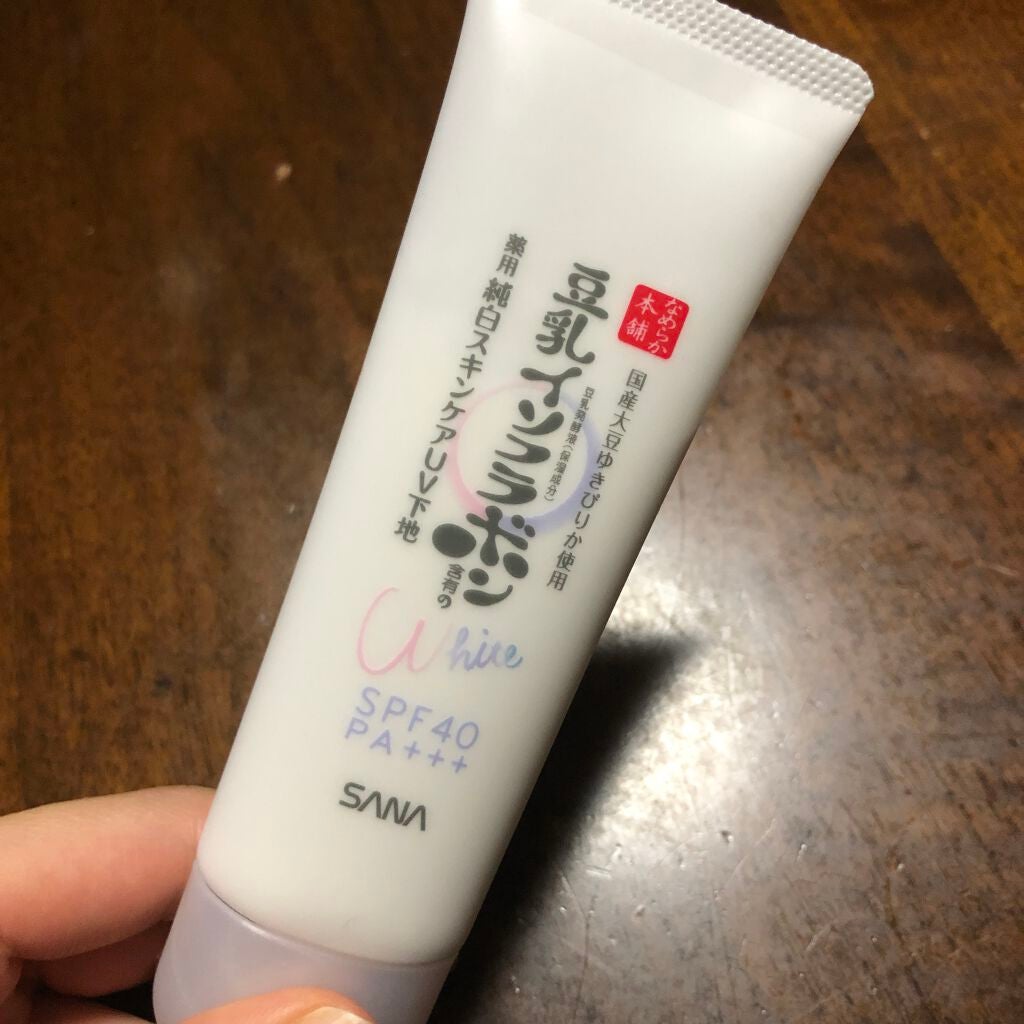 なめらか
本舗
国産大豆ゆきぴりか使用
豆乳発酵液(保湿成分)
豆乳イソフラボン
含有の
薬用 純白スキンケアUV下地
White
SPF40
PA+++
SANA